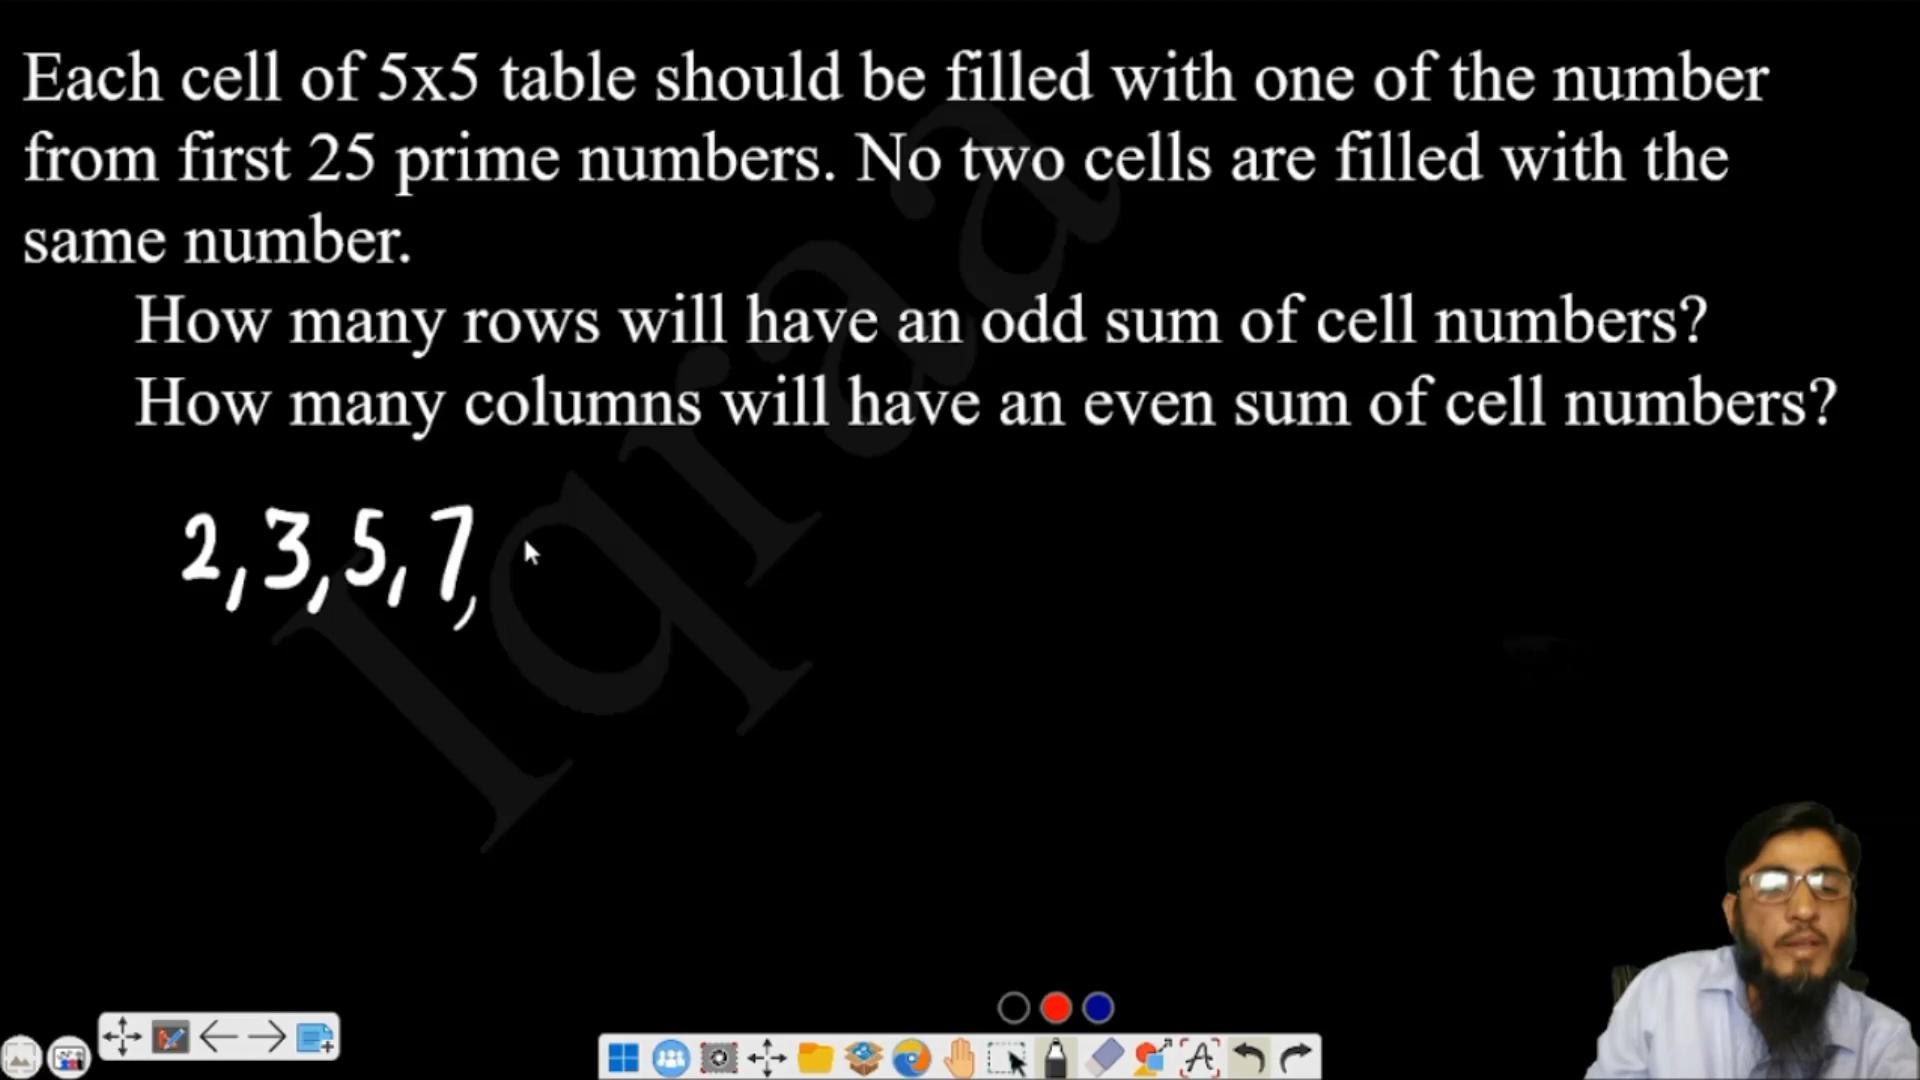 Each cell of 5x5 table should be filled with one of the number
from first 25 prime numbers. No two cells are filled with the
same number.
How many rows will have an odd sum of cell numbers?
How many columns will have an even sum of cell numbers?
2, 3, 5, 7,
Iqraa